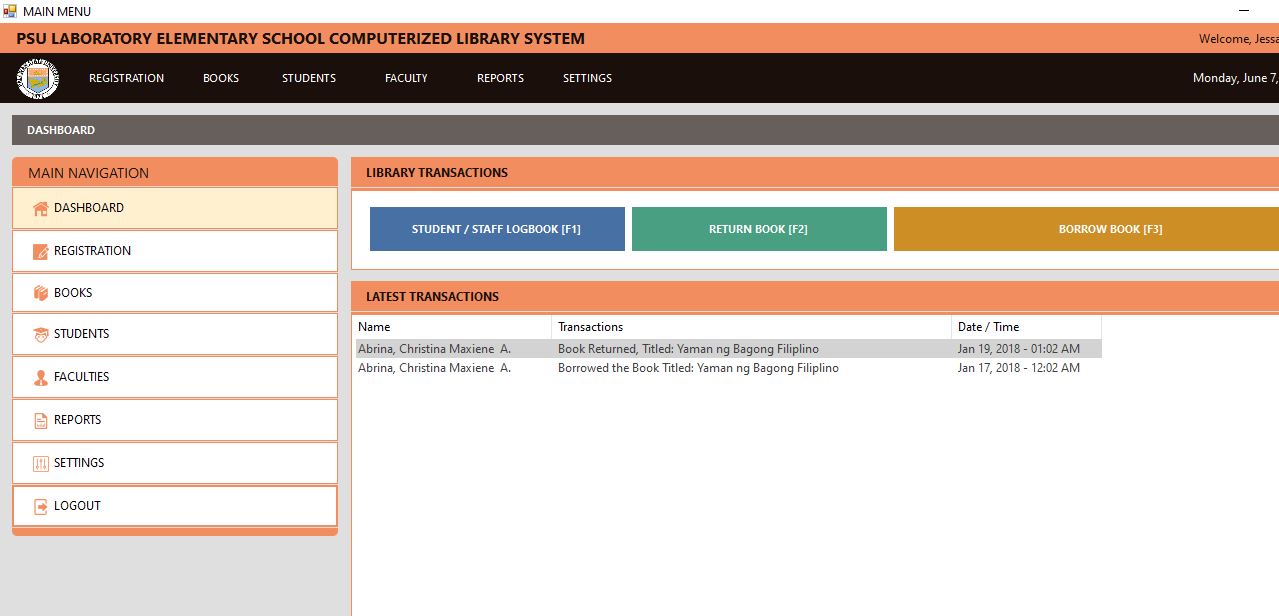 MAIN MENU
PSU LABORATORY ELEMENTARY SCHOOL COMPUTERIZED LIBRARY SYSTEM
Welcome, Jessa
REGISTRATION BOOKS STUDENTS FACULTY REPORTS SETTINGS
Monday, June 7,
DASHBOARD
MAIN NAVIGATION
DASHBOARD
REGISTRATION
BOOKS
STUDENTS
FACULTIES
REPORTS
SETTINGS
LOGOUT
LIBRARY TRANSACTIONS
STUDENT / STAFF LOGBOOK [F1] RETURN BOOK [F2] BORROW BOOK [F3]
LATEST TRANSACTIONS
Name Transactions Date / Time
Abrina, Christina Maxiene A. Book Returned, Titled: Yaman ng Bagong Filiplino Jan 19, 2018 - 01:02 AM
Abrina, Christina Maxiene A. Borrowed the Book Titled: Yaman ng Bagong Filiplino Jan 17, 2018 - 12:02 AM